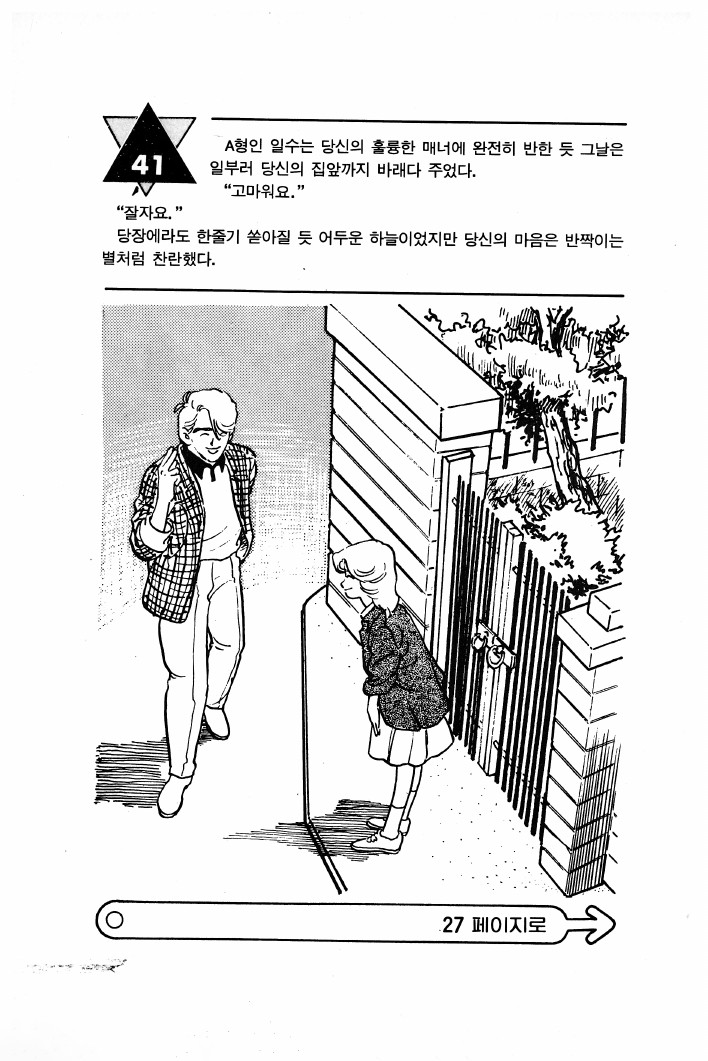 41
A형인 일수는 당신의 훌륭한 매너에 완전히 반한 듯 그날은
일부러 당신의 집앞까지 바래다 주었다.
“고마워요.”
“잘자요.”
당장에라도 한줄기 쏟아질 듯 어두운 하늘이었지만 당신의 마음은 반짝이는
별처럼 찬란했다.
27 페이지로